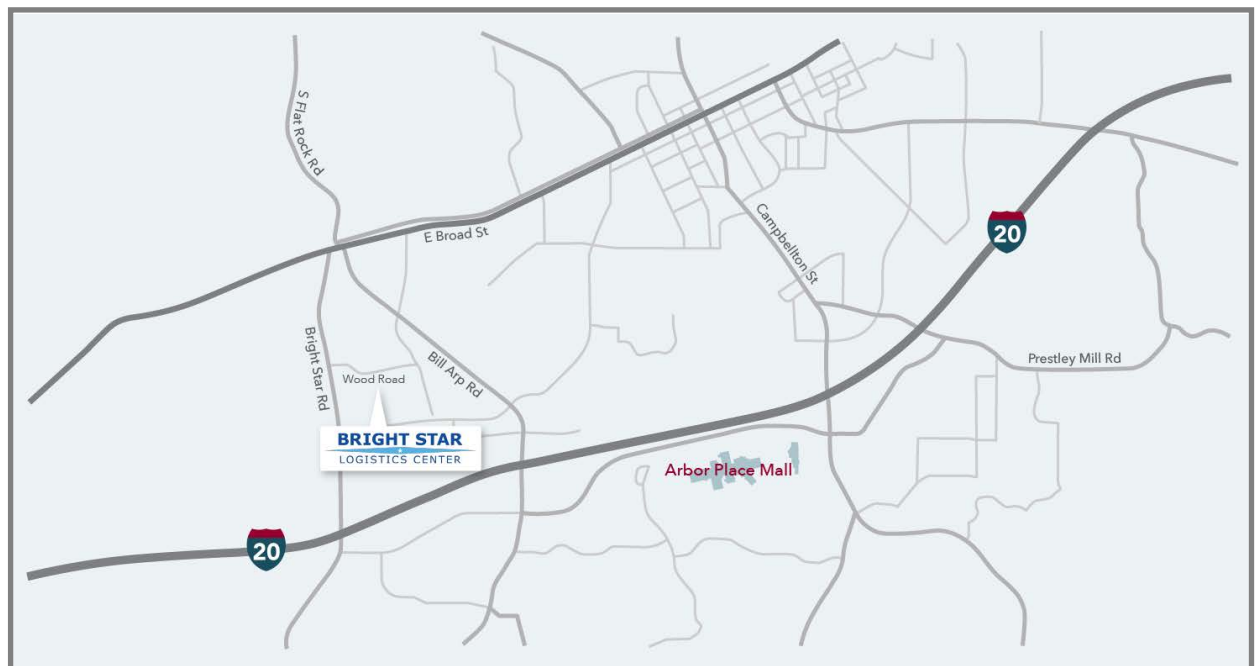 S Flat Rock Rd
E Broad St
Campbellton St
20
Bright Star Rd
Bill Arp Rd
Prestley Mill Rd
Wood Road
BRIGHT STAR
LOGISTICS CENTER
Arbor Place Mall
20